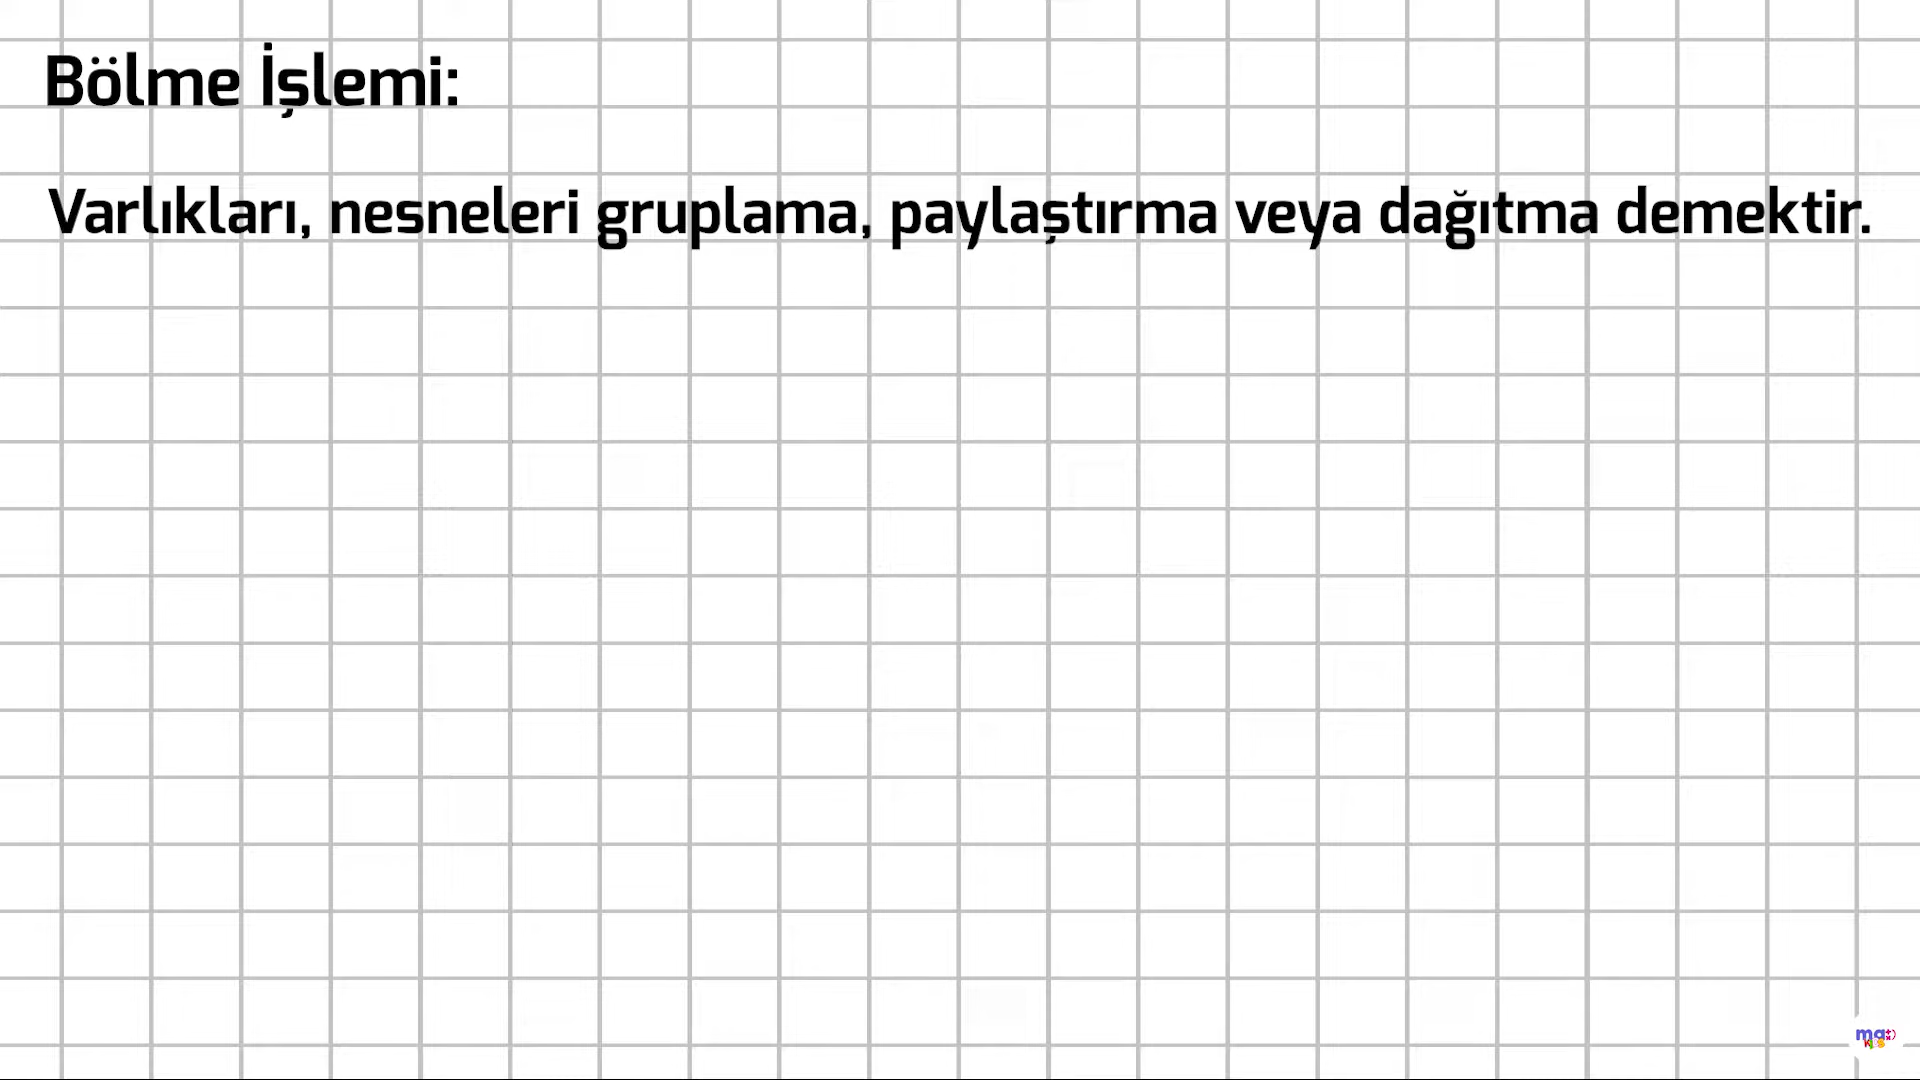 Bölme İşlemi:
Varlıkları, nesneleri gruplama, paylaştırma veya dağıtma demektir.